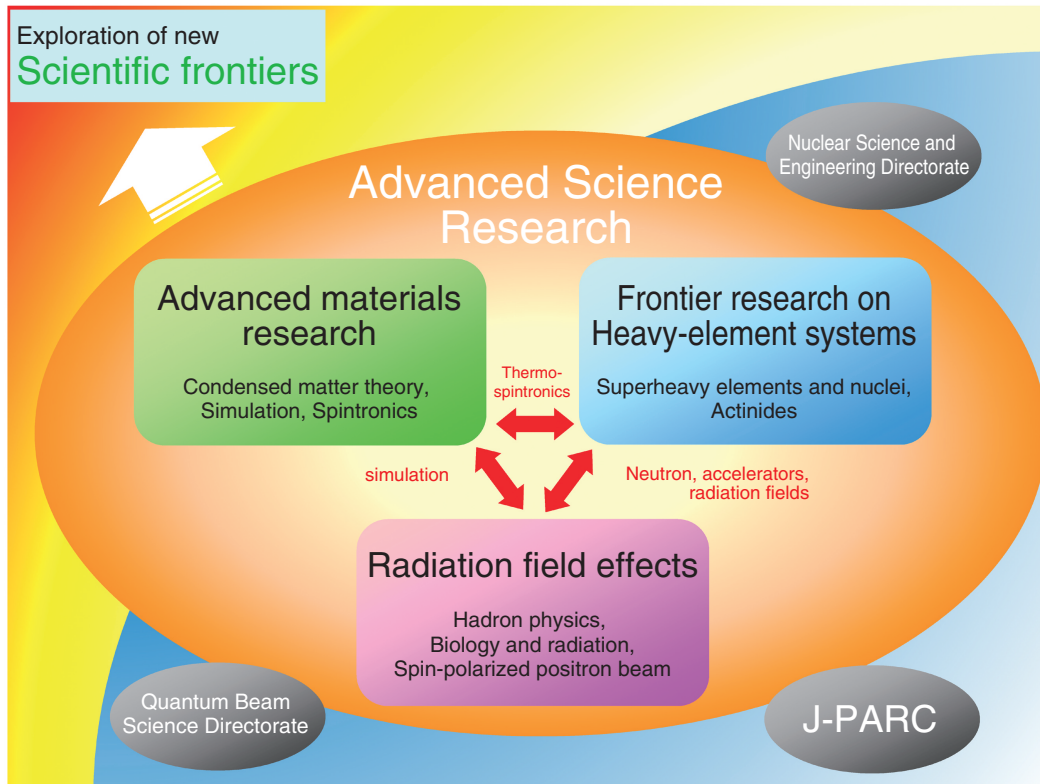 Exploration of new
Scientific frontiers
Nuclear Science and
Engineering Directorate
Advanced Science
Research
Advanced materials
research
Condensed matter theory,
Simulation, Spintronics
Thermo-
spintronics
Frontier research on
Heavy-element systems
Superheavy elements and nuclei,
Actinides
simulation
Neutron, accelerators,
radiation fields
Radiation field effects
Hadron physics,
Biology and radiation,
Spin-polarized positron beam
Quantum Beam
Science Directorate
J-PARC